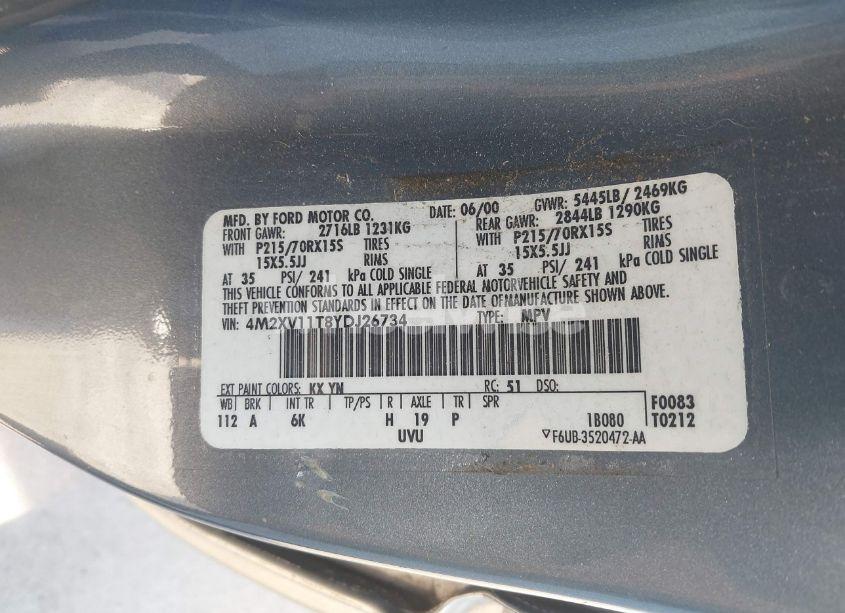 MFD. BY FORD MOTOR CO. DATE: 06/00 GVWR: 5445LB/ 2469KG
FRONT GAWR: 2716LB 1231KG REAR GAWR: 2844LB 1290KG
WITH P215/70RX15S TIRES WITH P215/70RX15S TIRES
15X5.5JJ RIMS 15X5.5JJ RIMS
AT 35 PSI/ 241 kPa COLD SINGLE AT 35 PSI/ 241 kPa COLD SINGLE
THIS VEHICLE CONFORMS TO ALL APPLICABLE FEDERAL MOTORVEHICLE SAFETY AND
THEFT PREVENTION STANDARDS IN EFFECT ON THE DATE OFMANUFACTURE SHOWN ABOVE.
VIN: 4M2XV11T8YDJ26734 TYPE: MPV
EXT PAINT COLORS: KX YN RC: 51 DSO:
WB BRK INT TR TP/PS R AXLE TR SPR F0083
112 A 6K H 19 P 1B080 T0212
UVU F6UB-3520472-AA